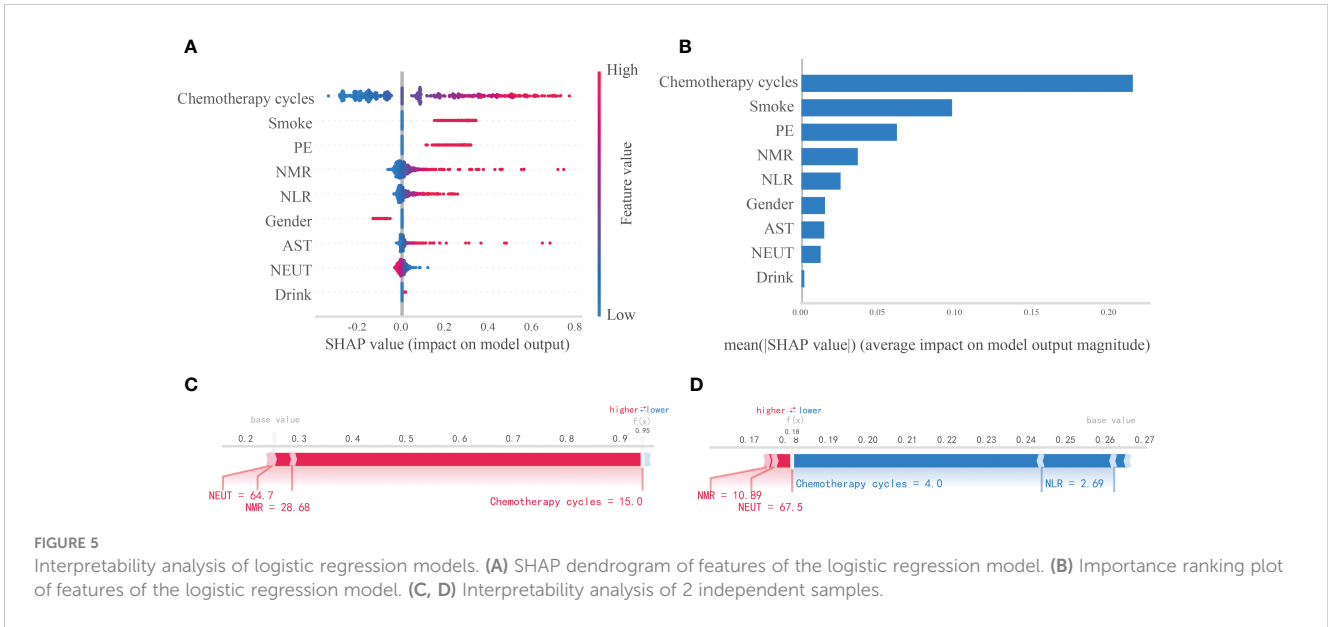 A
High
Chemotherapy cycles
Smoke
PE
NMR
NLR
Gender
AST
NEUT
Drink
Feature value
Low
-0.2 0.0 0.2 0.4 0.6 0.8
SHAP value (impact on model output)
B
Chemotherapy cycles
Smoke
PE
NMR
NLR
Gender
AST
NEUT
Drink
0.00 0.05 0.10 0.15 0.20
mean(|SHAP value|) (average impact on model output magnitude)
C
higher ⇄ lower
base value f(x)
0.95
0.2 0.3 0.4 0.5 0.6 0.7 0.8 0.9
NEUT = 64.7
NMR = 28.68
Chemotherapy cycles = 15.0
D
higher ⇄ lower
f(x) base value
0.18
0.17 0.18 0.19 0.20 0.21 0.22 0.23 0.24 0.25 0.26 0.27
Chemotherapy cycles = 4.0 NLR = 2.69
NMR = 10.89
NEUT = 67.5
FIGURE 5
Interpretability analysis of logistic regression models. (A) SHAP dendrogram of features of the logistic regression model. (B) Importance ranking plot
of features of the logistic regression model. (C, D) Interpretability analysis of 2 independent samples.